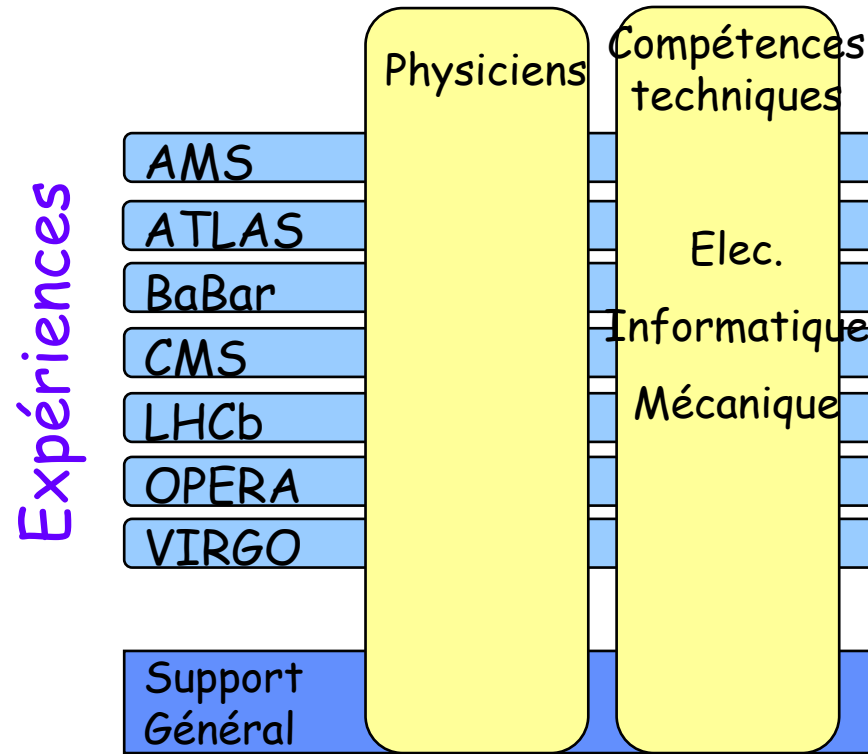 Physiciens
Compétences
techniques
Expériences
AMS
ATLAS
BaBar
CMS
LHCb
OPERA
VIRGO
Elec.
Informatique
Mécanique
Support
Général